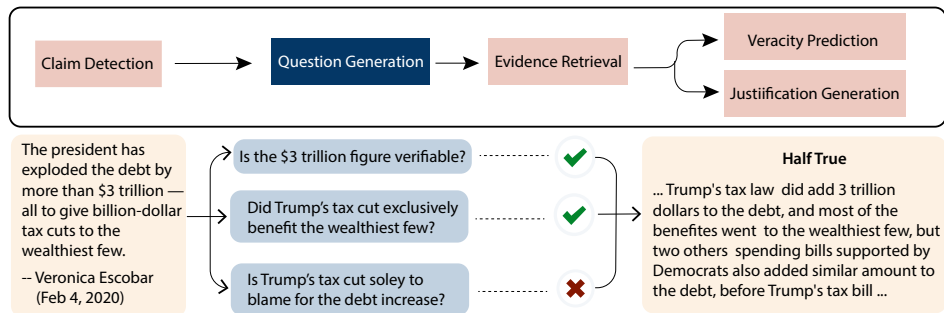 Claim Detection
Question Generation
Evidence Retrieval
Veracity Prediction
Justiification Generation
The president has
exploded the debt by
more than $3 trillion —
all to give billion-dollar
tax cuts to the
wealthiest few.
-- Veronica Escobar
(Feb 4, 2020)
Is the $3 trillion figure verifiable?
Did Trump's tax cut exclusively
benefit the wealthiest few?
Is Trump's tax cut soley to
blame for the debt increase?
Half True
... Trump's tax law did add 3 trillion
dollars to the debt, and most of the
benefites went to the wealthiest few, but
two others spending bills supported by
Democrats also added similar amount to
the debt, before Trump's tax bill ...